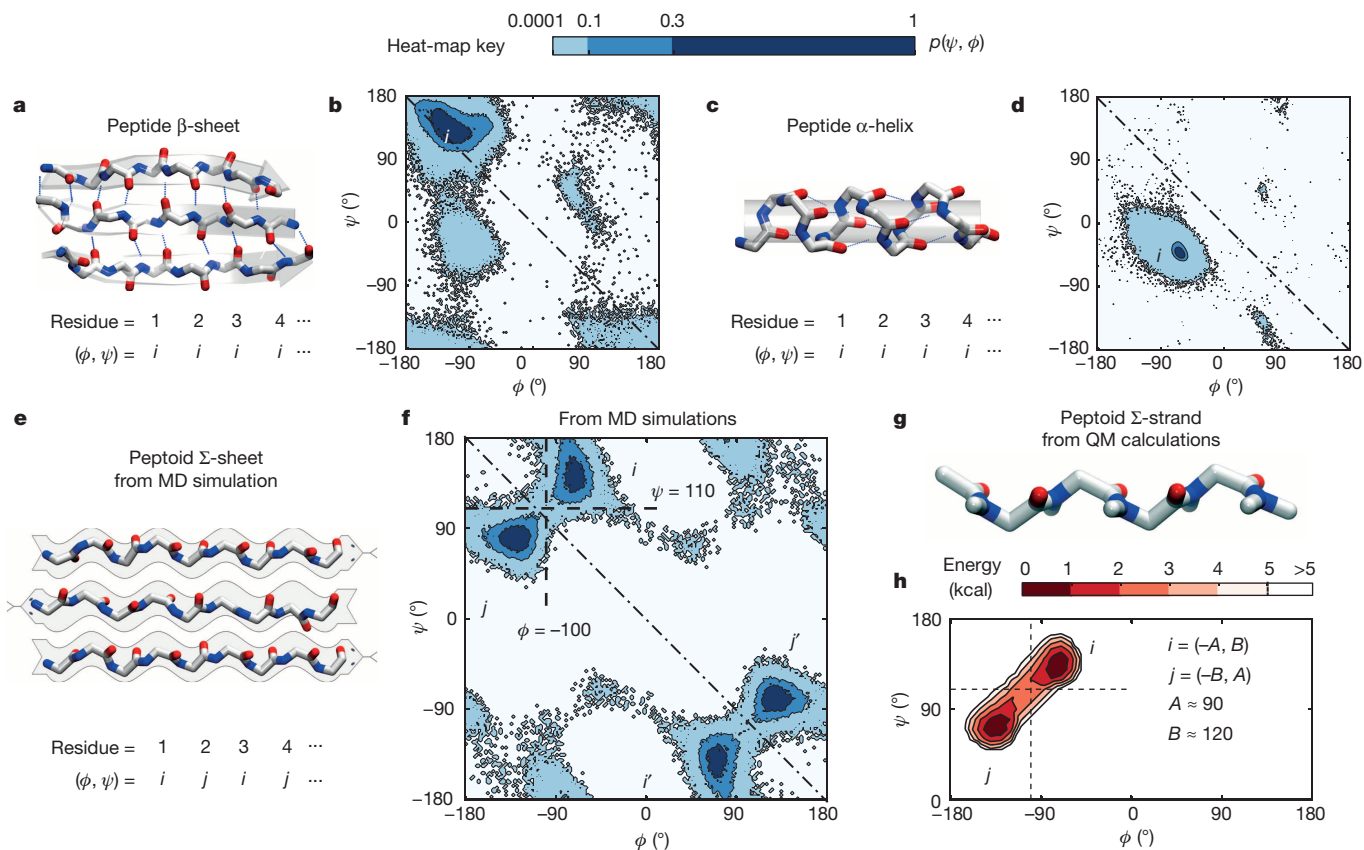 0.0001 0.1 0.3 1
Heat-map key p(ψ, ϕ)
a
Peptide β-sheet
Residue = 1 2 3 4 ···
(ϕ, ψ) = i i i i ···
b
180
90
0
−90
−180
ψ (°)
i
−180 −90 0 90 180
ϕ (°)
c
Peptide α-helix
Residue = 1 2 3 4 ···
(ϕ, ψ) = i i i i ···
d
180
90
0
−90
−180
ψ (°)
i
−180 −90 0 90 180
ϕ (°)
e
Peptoid Σ-sheet
from MD simulation
Residue = 1 2 3 4 ···
(ϕ, ψ) = i j i j ···
f
From MD simulations
180
90
0
−90
−180
ψ (°)
i
ψ = 110
j
ϕ = −100
j′
i′
−180 −90 0 90 180
ϕ (°)
g
Peptoid Σ-strand
from QM calculations
h
Energy 0 1 2 3 4 5 >5
(kcal)
180
90
0
ψ (°)
i
j
i = (−A, B)
j = (−B, A)
A ≈ 90
B ≈ 120
−180 −90 0 90 180
ϕ (°)